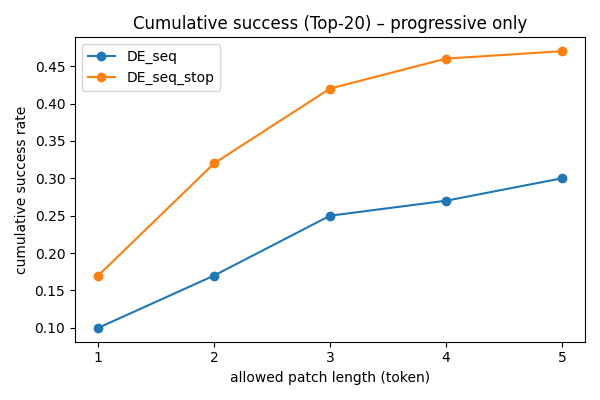 Cumulative success (Top-20) – progressive only
DE_seq
DE_seq_stop
cumulative success rate
0.45
0.40
0.35
0.30
0.25
0.20
0.15
0.10
1 2 3 4 5
allowed patch length (token)